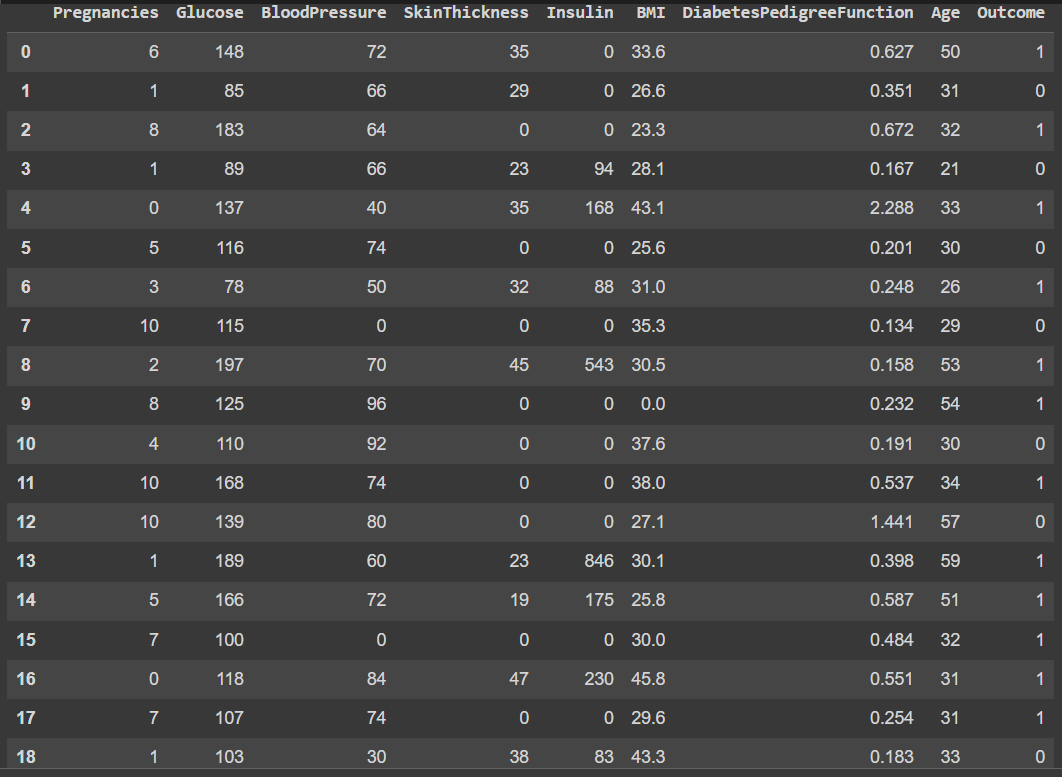 Pregnancies Glucose BloodPressure SkinThickness Insulin BMI DiabetesPedigreeFunction Age Outcome
0 6 148 72 35 0 33.6 0.627 50 1
1 1 85 66 29 0 26.6 0.351 31 0
2 8 183 64 0 0 23.3 0.672 32 1
3 1 89 66 23 94 28.1 0.167 21 0
4 0 137 40 35 168 43.1 2.288 33 1
5 5 116 74 0 0 25.6 0.201 30 0
6 3 78 50 32 88 31.0 0.248 26 1
7 10 115 0 0 0 35.3 0.134 29 0
8 2 197 70 45 543 30.5 0.158 53 1
9 8 125 96 0 0 0.0 0.232 54 1
10 4 110 92 0 0 37.6 0.191 30 0
11 10 168 74 0 0 38.0 0.537 34 1
12 10 139 80 0 0 27.1 1.441 57 0
13 1 189 60 23 846 30.1 0.398 59 1
14 5 166 72 19 175 25.8 0.587 51 1
15 7 100 0 0 0 30.0 0.484 32 1
16 0 118 84 47 230 45.8 0.551 31 1
17 7 107 74 0 0 29.6 0.254 31 1
18 1 103 30 38 83 43.3 0.183 33 0